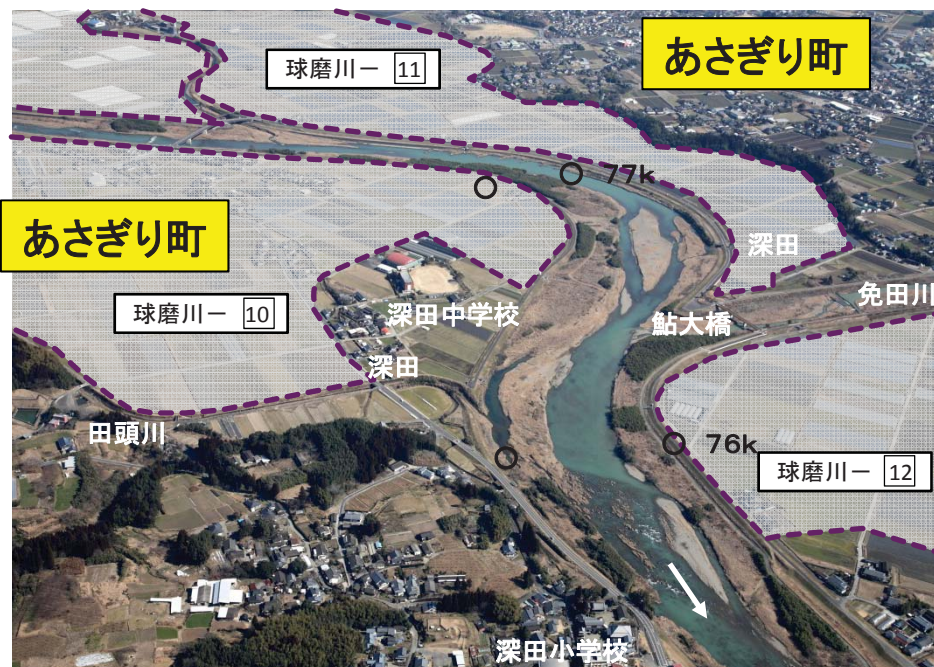 球磨川ー 11
あさぎり町
77k
あさぎり町
深田
免田川
球磨川ー 10
深田中学校
鮎大橋
深田
田頭川
76k
球磨川ー 12
深田小学校